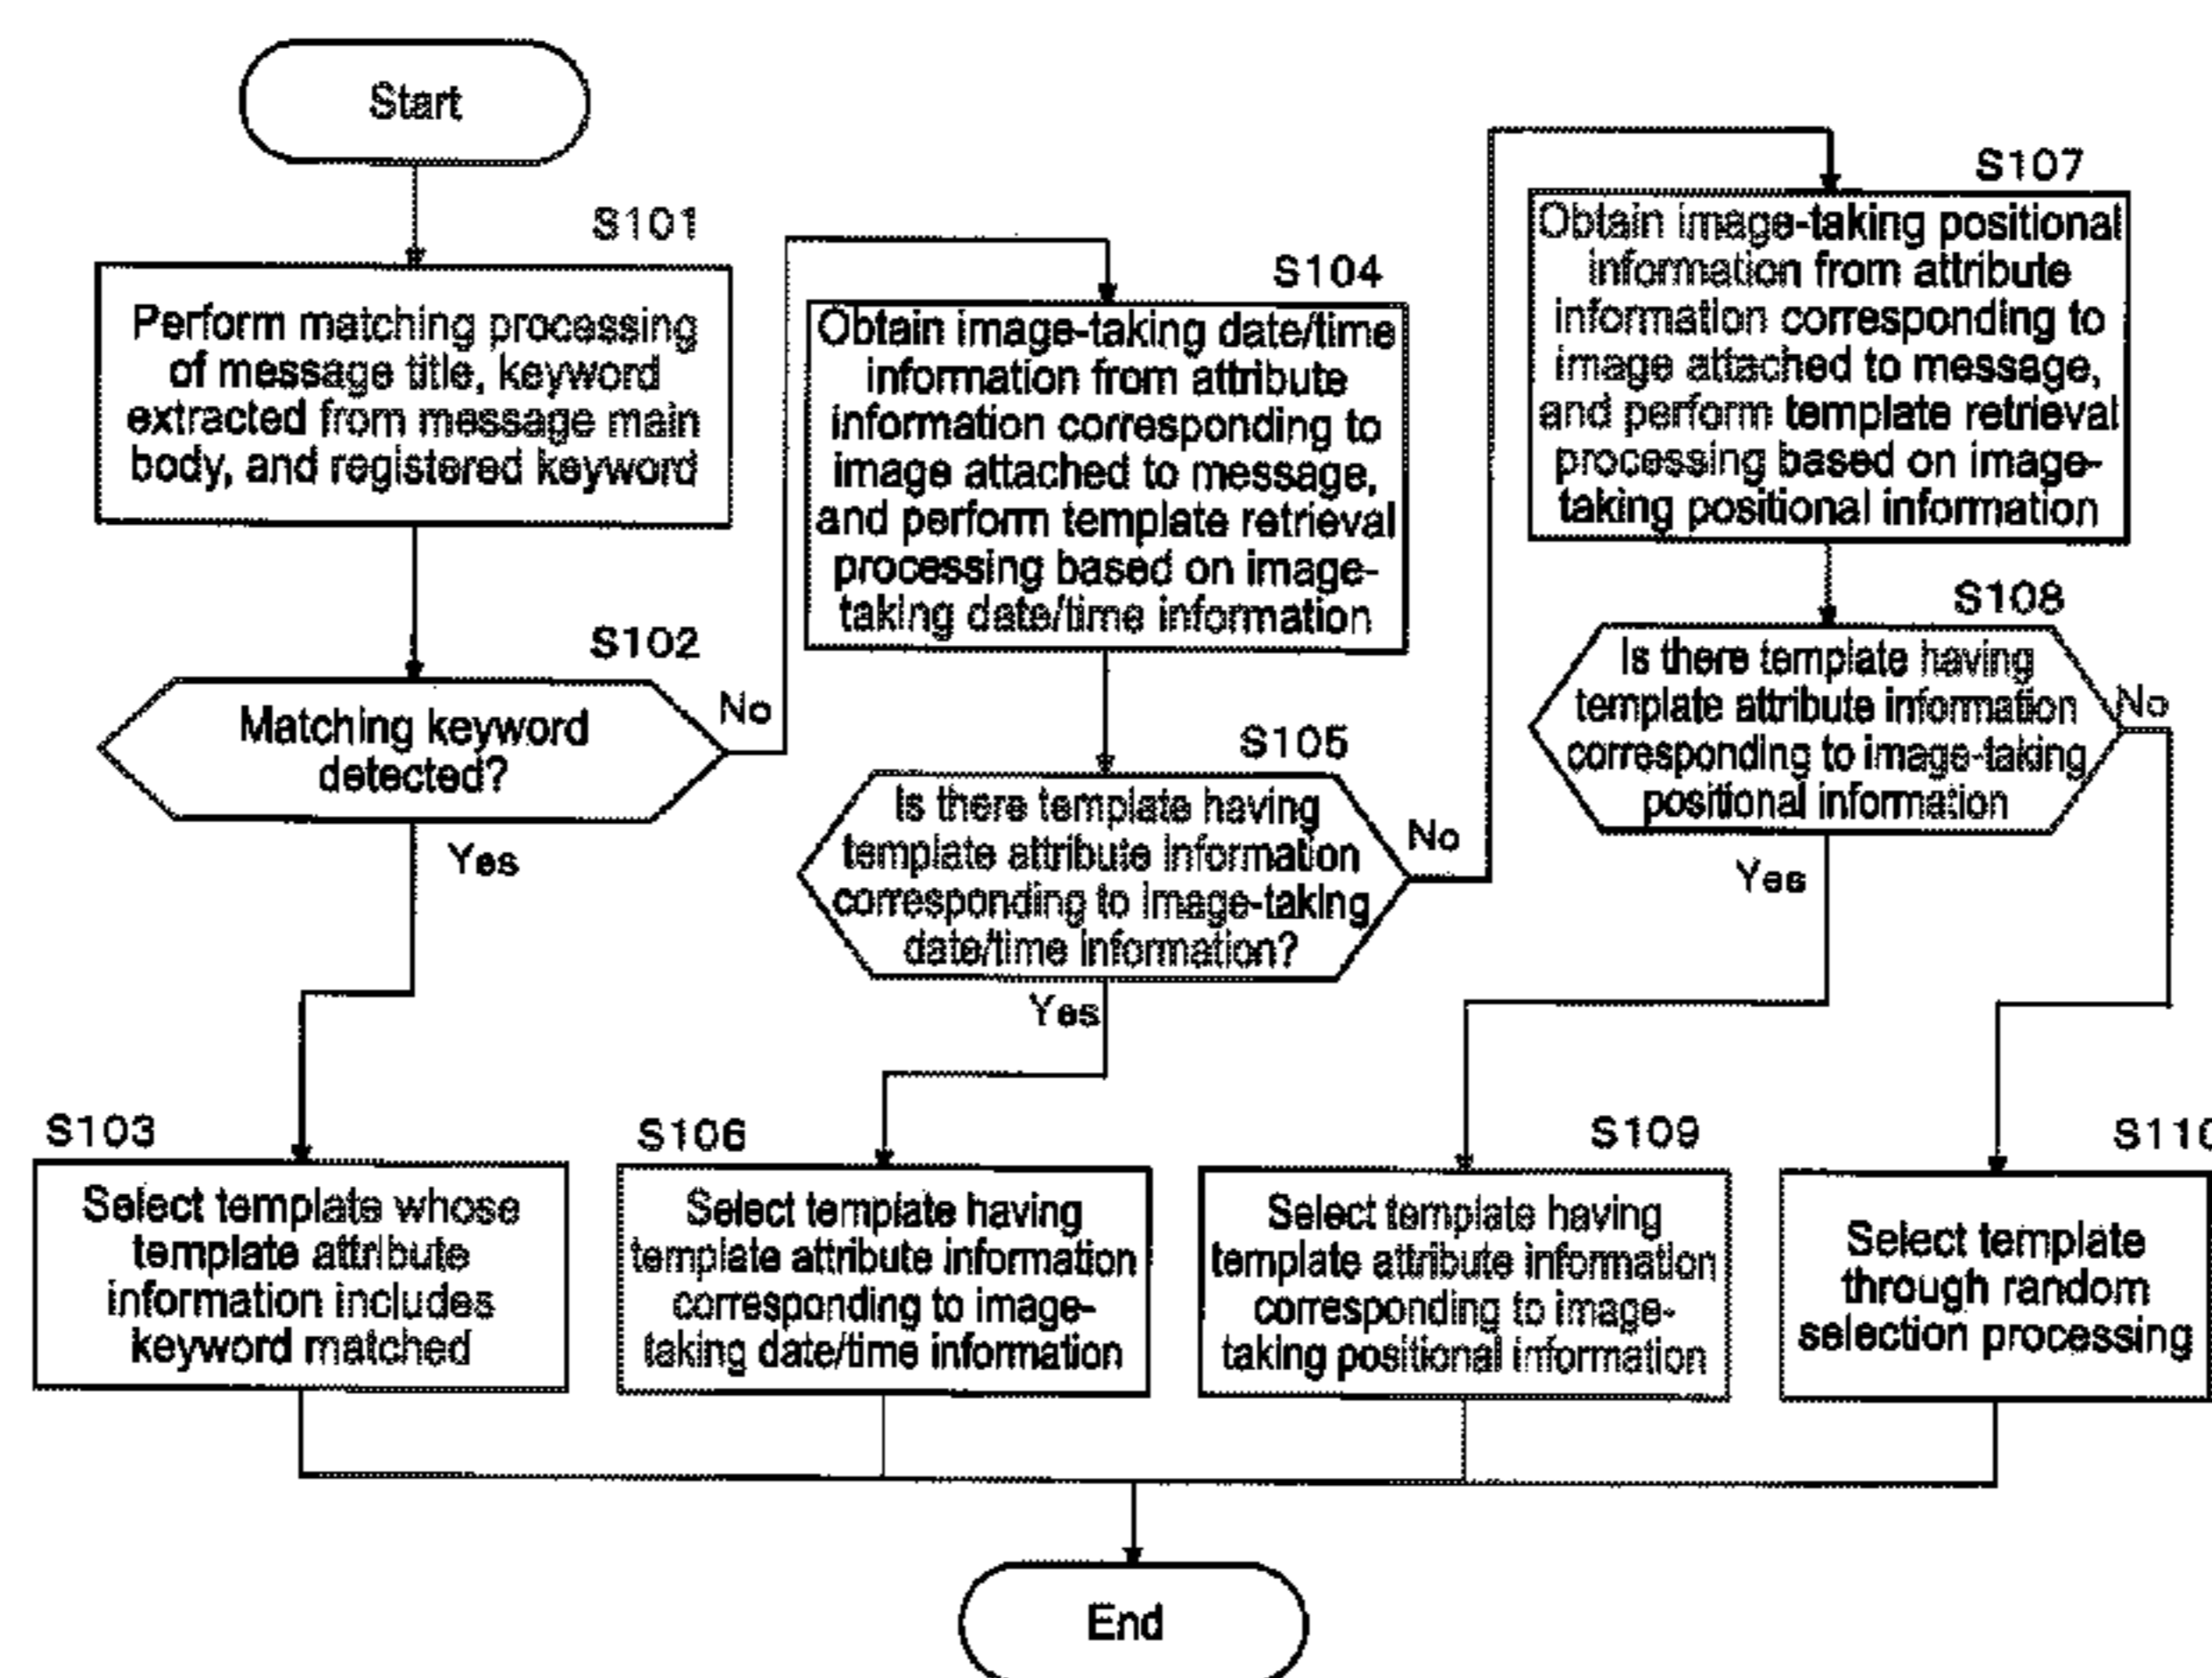 Start
S101
Perform matching processing
of message title, keyword
extracted from message main
body, and registered keyword
S102
Matching keyword
detected?
No
Yes
S103
Select template whose
template attribute
information includes
keyword matched
S104
Obtain image-taking date/time
information from attribute
information corresponding to
image attached to message,
and perform template retrieval
processing based on image-
taking date/time information
S105
Is there template having
template attribute information
corresponding to image-taking
date/time information?
No
Yes
S106
Select template having
template attribute information
corresponding to image-
taking date/time information
S107
Obtain image-taking positional
information from attribute
information corresponding to
image attached to message,
and perform template retrieval
processing based on image-
taking positional information
S108
Is there template having
template attribute information
corresponding to image-taking
positional information
No
Yes
S109
Select template having
template attribute information
corresponding to image-
taking positional information
S110
Select template
through random
selection processing
End